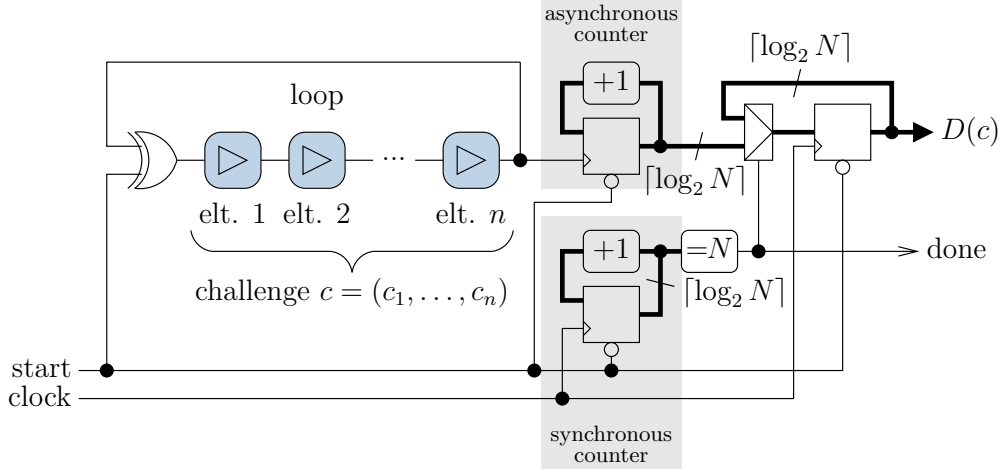 asynchronous
counter
⌈log₂ N⌉
+1
loop
D(c)
⌈log₂ N⌉
...
elt. 1 elt. 2 elt. n
+1
=N
done
challenge c = (c₁, . . . , cₙ)
⌈log₂ N⌉
start
clock
synchronous
counter